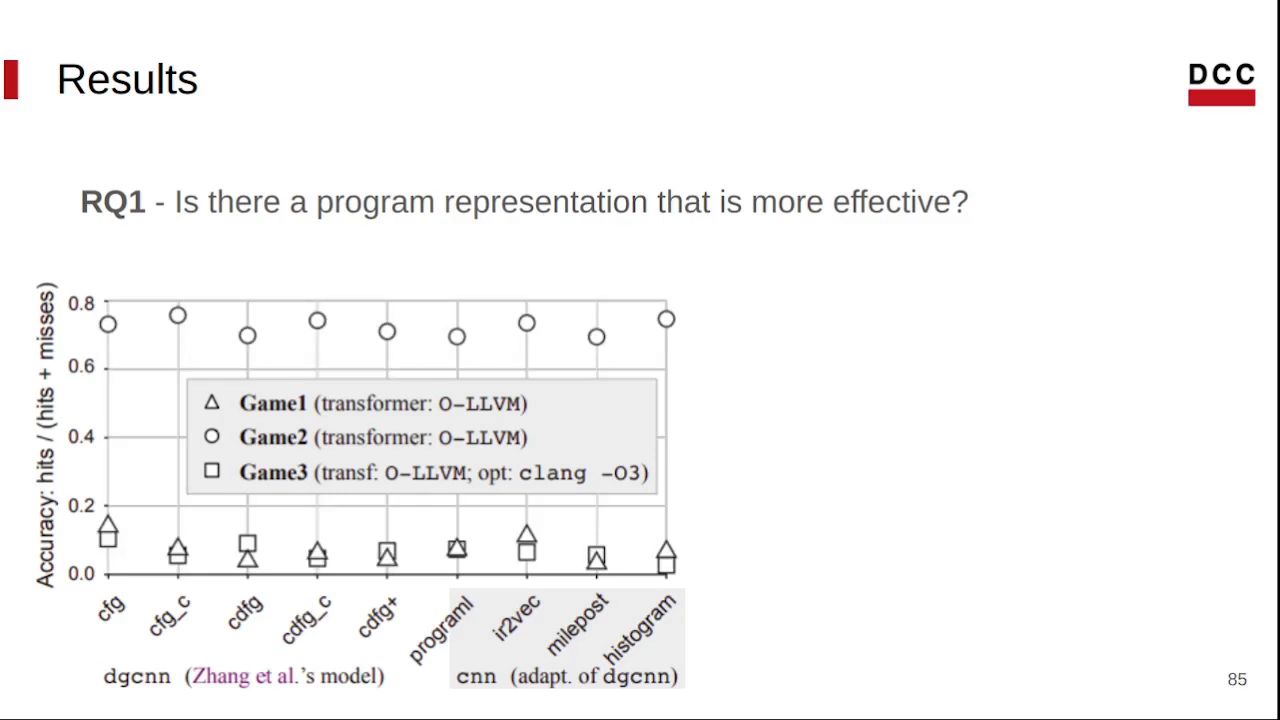 Results
DCC
RQ1 - Is there a program representation that is more effective?
Accuracy: hits / (hits + misses)
0.8
0.6
0.4
0.2
0.0
Game1 (transformer: O-LLVM)
Game2 (transformer: O-LLVM)
Game3 (transf: O-LLVM; opt: clang -O3)
cfg
cfg_c
cdfg
cdfg_c
cdfg+
programl
ir2vec
milepost
histogram
dgcnn (Zhang et al.'s model)
cnn (adapt. of dgcnn)
85